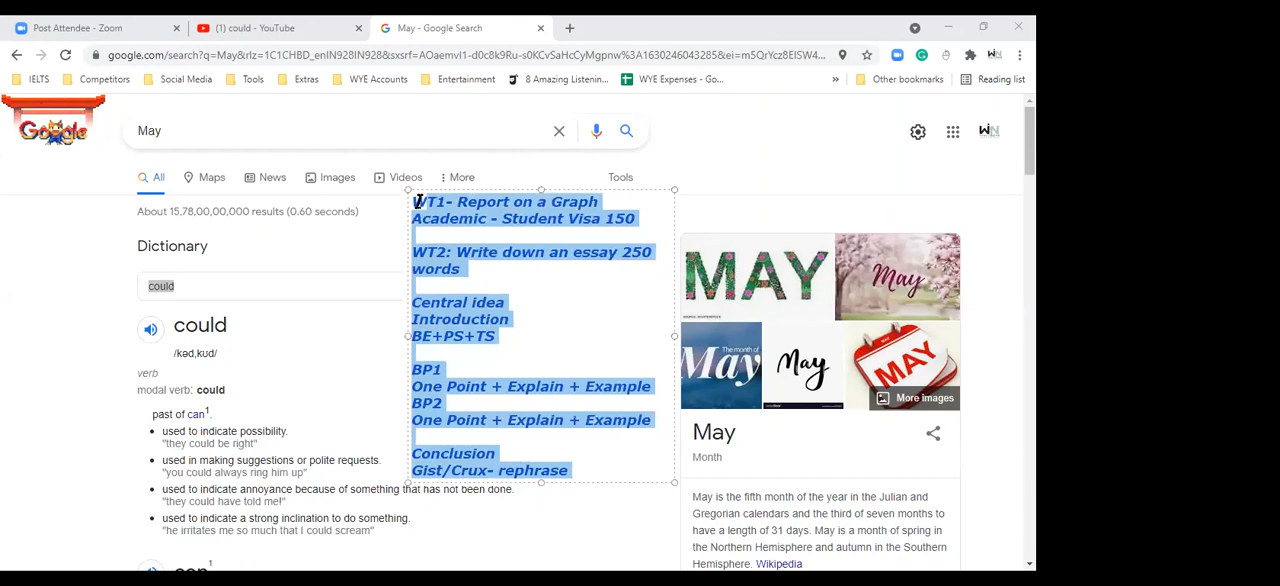 Post Attendee - Zoom
(1) could - YouTube
May - Google Search
google.com/search?q=May&rlz=1C1CHBD_enIN928IN928&sxsrf=AOaemvI1-d0c8k9Ru-s0KCvSaHcCyMgpnw%3A1630246043285&ei=m5QrYcz8EISW4...
IELTS
Competitors
Social Media
Tools
Extras
WYE Accounts
Entertainment
8 Amazing Listenin...
WYE Expenses - Go...
»
Other bookmarks
Reading list
Google
May
WIN
All
Maps
News
Images
Videos
More
Tools
About 15,78,00,00,000 results (0.60 seconds)
Dictionary
could
could
/kəd,kʊd/
verb
modal verb: could
past of can¹.
• used to indicate possibility.
"they could be right"
• used in making suggestions or polite requests.
"you could always ring him up"
• used to indicate annoyance because of something that has not been done.
"they could have told me!"
• used to indicate a strong inclination to do something.
"he irritates me so much that I could scream"
can¹
WT1- Report on a Graph
Academic - Student Visa 150
WT2: Write down an essay 250
words
Central idea
Introduction
BE+PS+TS
BP1
One Point + Explain + Example
BP2
One Point + Explain + Example
Conclusion
Gist/Crux- rephrase
MAY
May
The month of
May
May
MAY
More images
May
Month
May is the fifth month of the year in the Julian and
Gregorian calendars and the third of seven months to
have a length of 31 days. May is a month of spring in
the Northern Hemisphere and autumn in the Southern
Hemisphere. Wikipedia